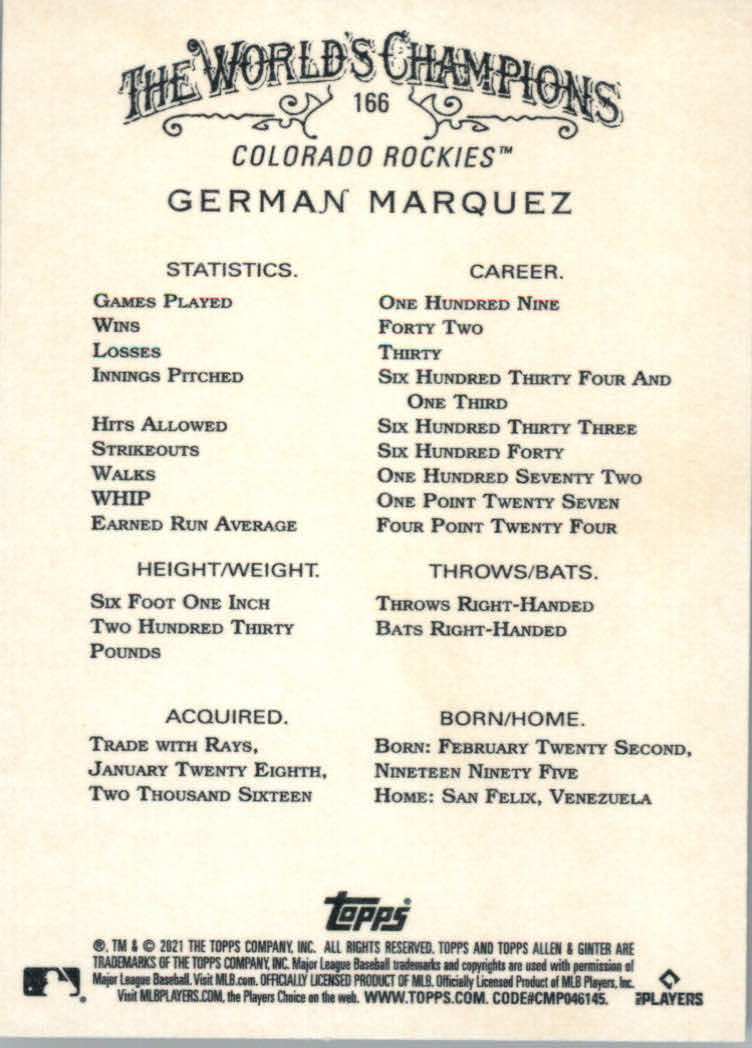 THE WORLD'S CHAMPIONS
166
COLORADO ROCKIES™
GERMAN MARQUEZ
STATISTICS. CAREER.
GAMES PLAYED ONE HUNDRED NINE
WINS FORTY TWO
LOSSES THIRTY
INNINGS PITCHED SIX HUNDRED THIRTY FOUR AND
ONE THIRD
HITS ALLOWED SIX HUNDRED THIRTY THREE
STRIKEOUTS SIX HUNDRED FORTY
WALKS ONE HUNDRED SEVENTY TWO
WHIP ONE POINT TWENTY SEVEN
EARNED RUN AVERAGE FOUR POINT TWENTY FOUR
HEIGHT/WEIGHT.
SIX FOOT ONE INCH
TWO HUNDRED THIRTY
POUNDS
THROWS/BATS.
THROWS RIGHT-HANDED
BATS RIGHT-HANDED
ACQUIRED.
TRADE WITH RAYS,
JANUARY TWENTY EIGHTH,
TWO THOUSAND SIXTEEN
BORN/HOME.
BORN: FEBRUARY TWENTY SECOND,
NINETEEN NINETY FIVE
HOME: SAN FELIX, VENEZUELA
topps®
®, TM & © 2021 THE TOPPS COMPANY, INC. ALL RIGHTS RESERVED. TOPPS AND TOPPS ALLEN & GINTER ARE
TRADEMARKS OF THE TOPPS COMPANY, INC. Major League Baseball trademarks and copyrights are used with permission of
Major League Baseball. Visit MLB.com. OFFICIALLY LICENSED PRODUCT OF MLB. Officially Licensed Product of MLB Players, Inc.
Visit MLBPLAYERS.COM, the Players Choice on the web. WWW.TOPPS.COM. CODE#CMP046145.
MLBPLAYERS